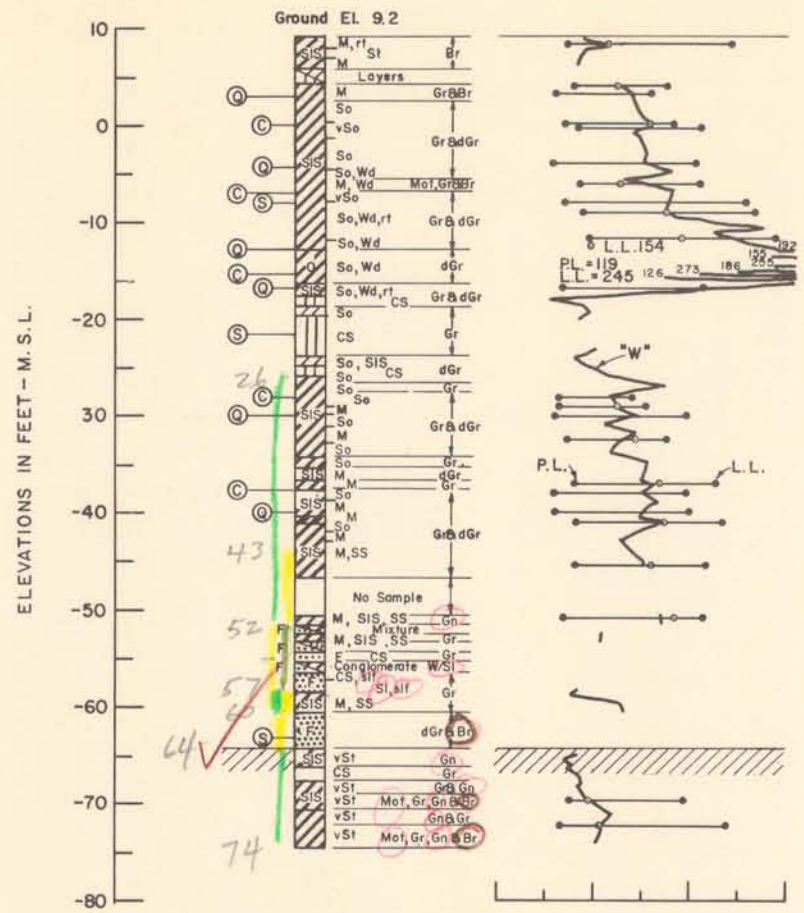 Ground El. 9.2
ELEVATIONS IN FEET - M.S.L.
10
0
-10
-20
-30
-40
-50
-60
-70
-80
SIS M, rt St Br
M
Layers
Q M Gr&Br
So
C vSo
Gr&dGr
So
Q SIS So, Wd
C M, Wd Mot, Gr&Br
S vSo
So, Wd, rt Gr&dGr
Q So, Wd
C O So, Wd dGr
Q SIS So, Wd, rt Gr&dGr
CS
So
S CS Gr
So, SIS dGr
CS
26 So Gr
C So
So
Q SIS M
So Gr&dGr
M
So
So Gr
SIS M dGr
C M Gr
So
SIS M
Q M
So Gr&dGr
M
43 SIS M, SS
No Sample
M, SIS, SS Gn
52 F Mixture
F M, SIS, SS Gr
CS Gr
F Conglomerate W/SI
57 F CS, slf
SI, slf Gr
60 SIS M, SS
S F dGr&Br
64
SIS vSt Gn
CS Gr
vSt Gr&Gn
SIS vSt Mot, Gr, Gn & Br
vSt Gn&Gr
vSt Mot, Gr, Gn & Br
74
L.L. 154
P.L. = 119
L.L. = 245
126
273
186
155
255
192
"W"
P.L.
L.L.